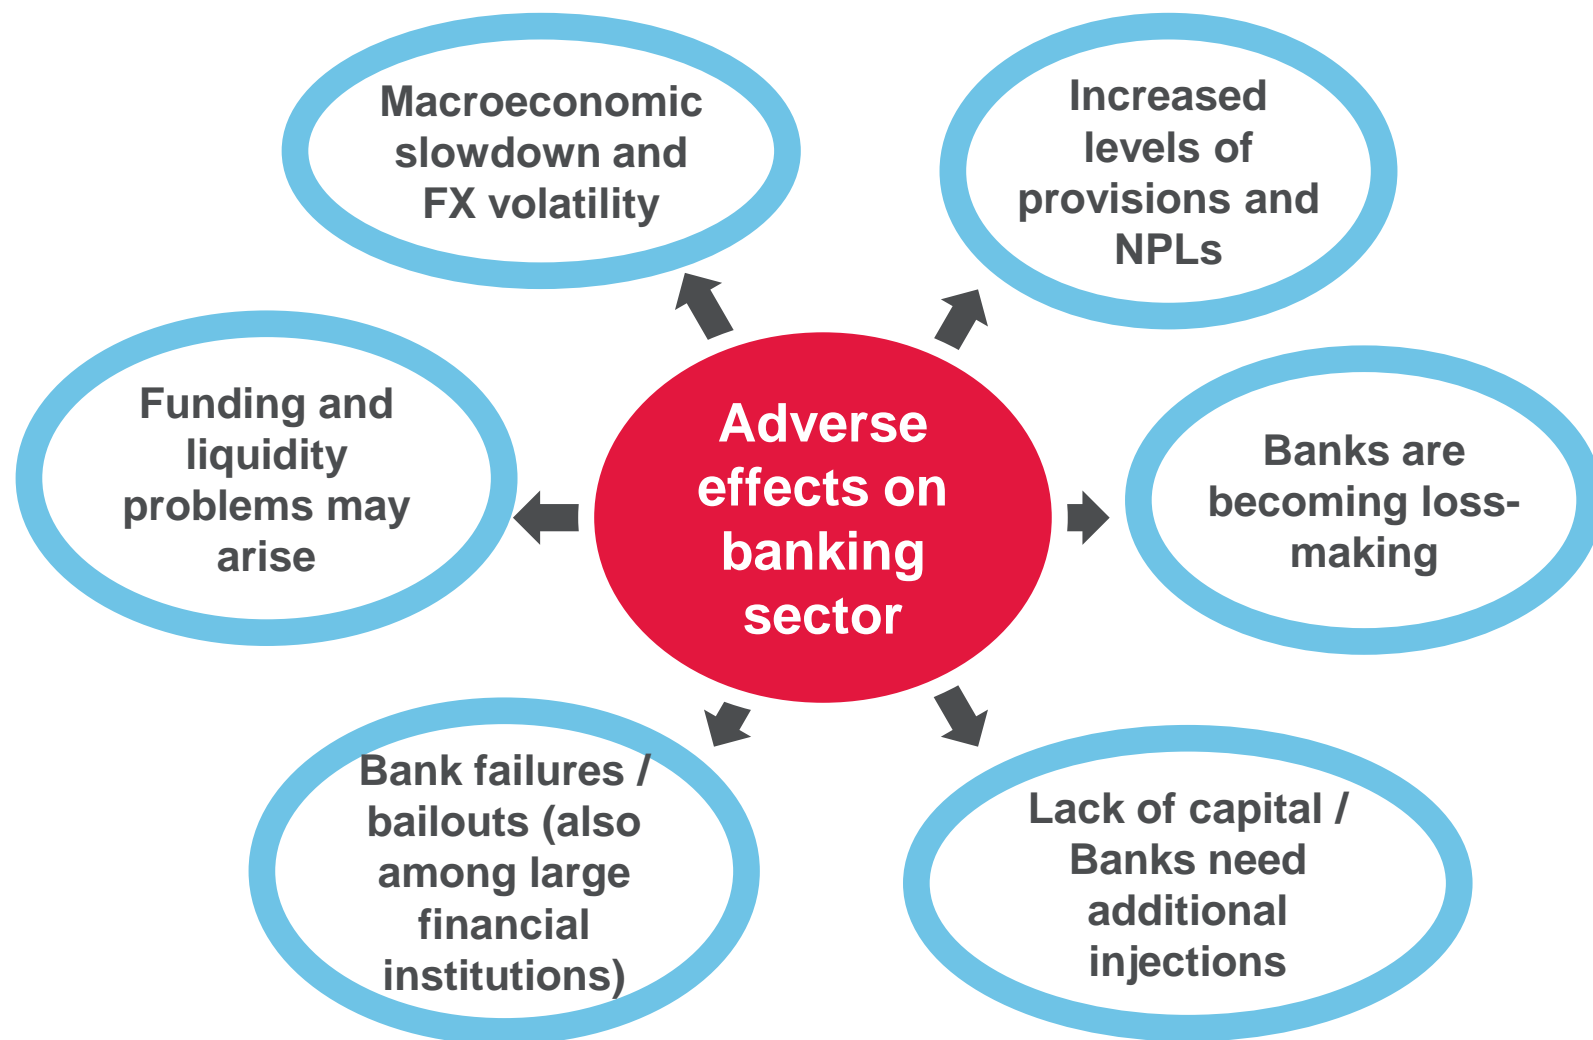 Macroeconomic
slowdown and
FX volatility
Increased
levels of
provisions and
NPLs
Funding and
liquidity
problems may
arise
Adverse
effects on
banking
sector
Banks are
becoming loss-
making
Bank failures /
bailouts (also
among large
financial
institutions)
Lack of capital /
Banks need
additional
injections